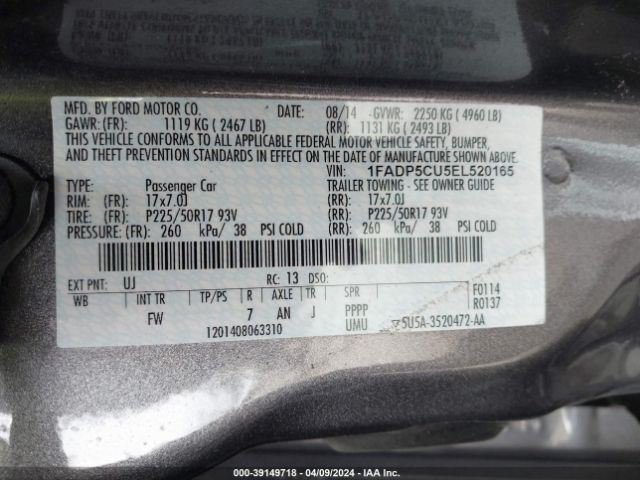 MFD. BY FORD MOTOR CO. DATE: 08/14 GVWR: 2250 KG ( 4960 LB)
GAWR: (FR): 1119 KG ( 2467 LB) (RR): 1131 KG ( 2493 LB)
THIS VEHICLE CONFORMS TO ALL APPLICABLE FEDERAL MOTOR VEHICLE SAFETY, BUMPER,
AND THEFT PREVENTION STANDARDS IN EFFECT ON THE DATE OF MANUFACTURE SHOWN ABOVE.
VIN: 1FADP5CU5EL520165
TYPE: Passenger Car TRAILER TOWING - SEE OWNER GUIDE
RIM: 17x7.0J (RR): 17x7.0J
TIRE: P225/50R17 93V (RR): P225/50R17 93V
PRESSURE: (FR): 260 kPa/ 38 PSI COLD (RR): 260 kPa/ 38 PSI COLD
EXT PNT: UJ RC: 13 DSO: F0114
WB INT TR TP/PS R AXLE TR SPR R0137
FW 7 AN J PPPP
1201408063310 UMU 5U5A-3520472-AA
000-39149718 - 04/09/2024 - IAA Inc.